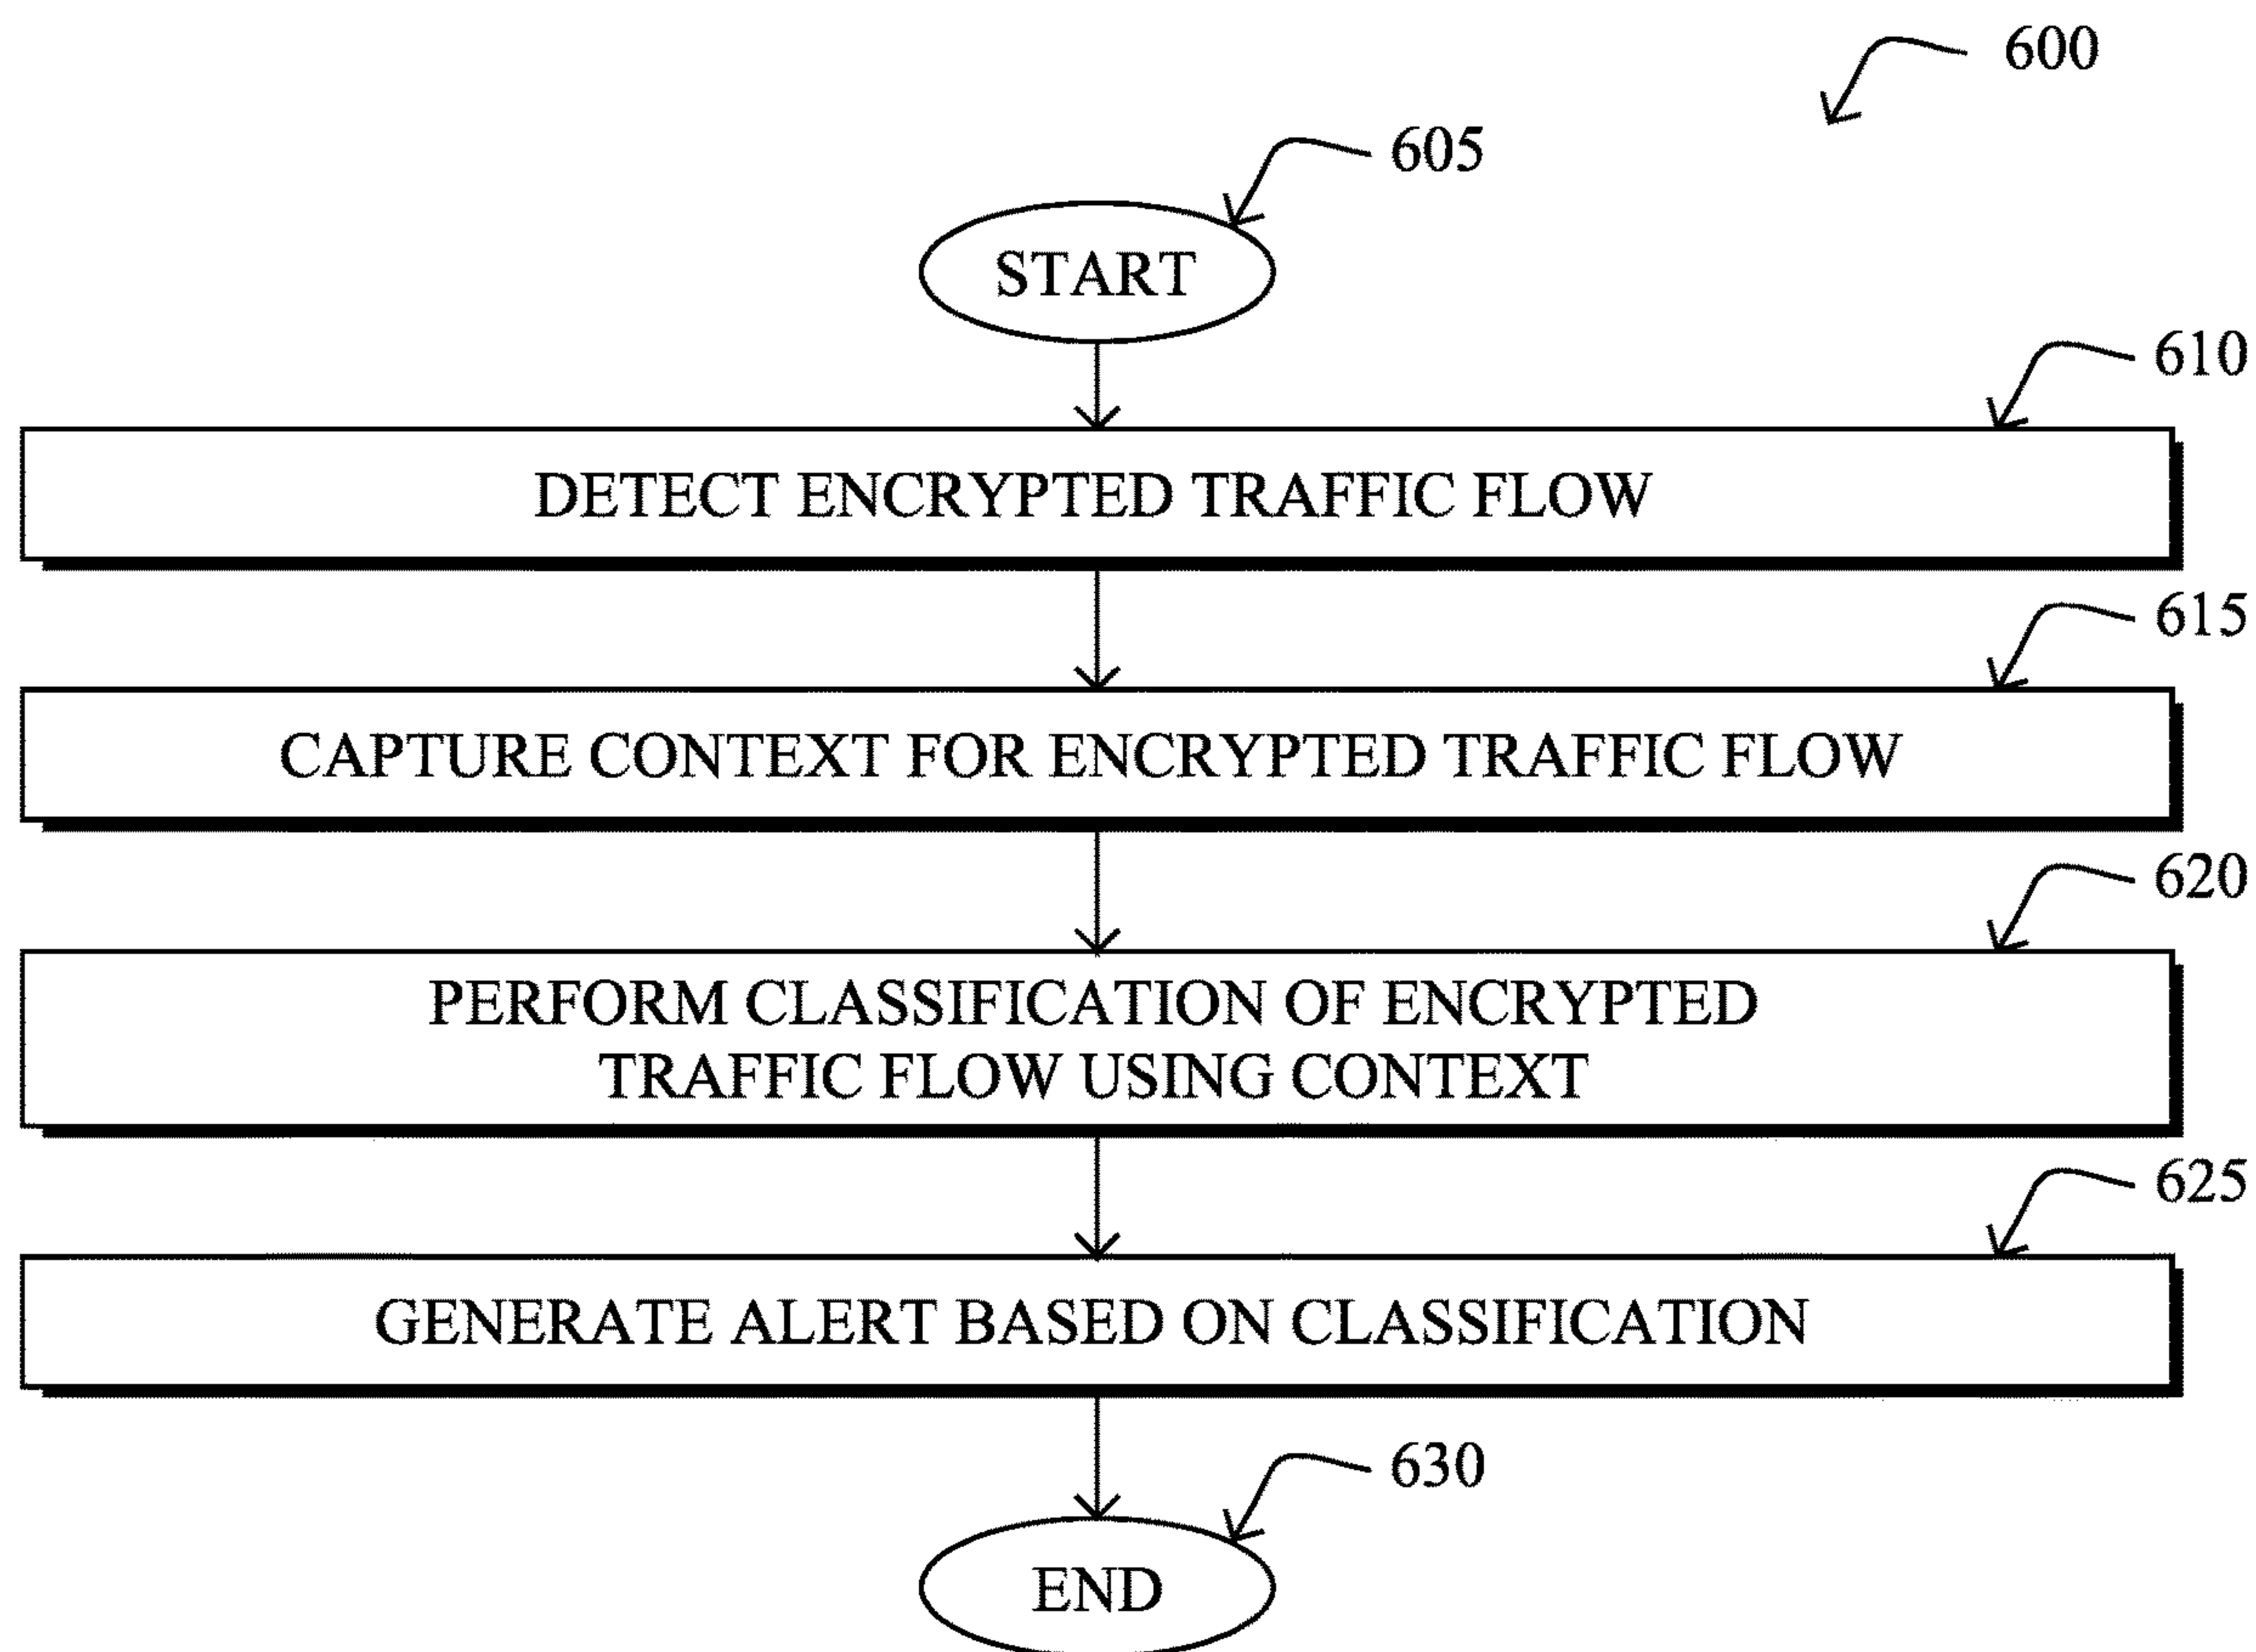 600
605
START
610
DETECT ENCRYPTED TRAFFIC FLOW
615
CAPTURE CONTEXT FOR ENCRYPTED TRAFFIC FLOW
620
PERFORM CLASSIFICATION OF ENCRYPTED
TRAFFIC FLOW USING CONTEXT
625
GENERATE ALERT BASED ON CLASSIFICATION
630
END